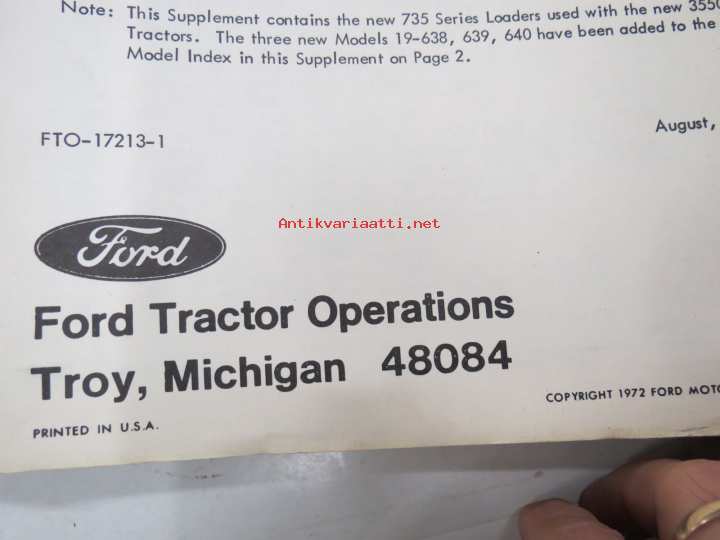 Note: This Supplement contains the new 735 Series Loaders used with the new
Tractors. The three new Models 19-638, 639, 640 have been added to the
Model Index in this Supplement on Page 2.
FTO-17213-1
August,
Antikvariaatti.net
Ford
Ford Tractor Operations
Troy, Michigan 48084
COPYRIGHT 1972 FORD
PRINTED IN U.S.A.